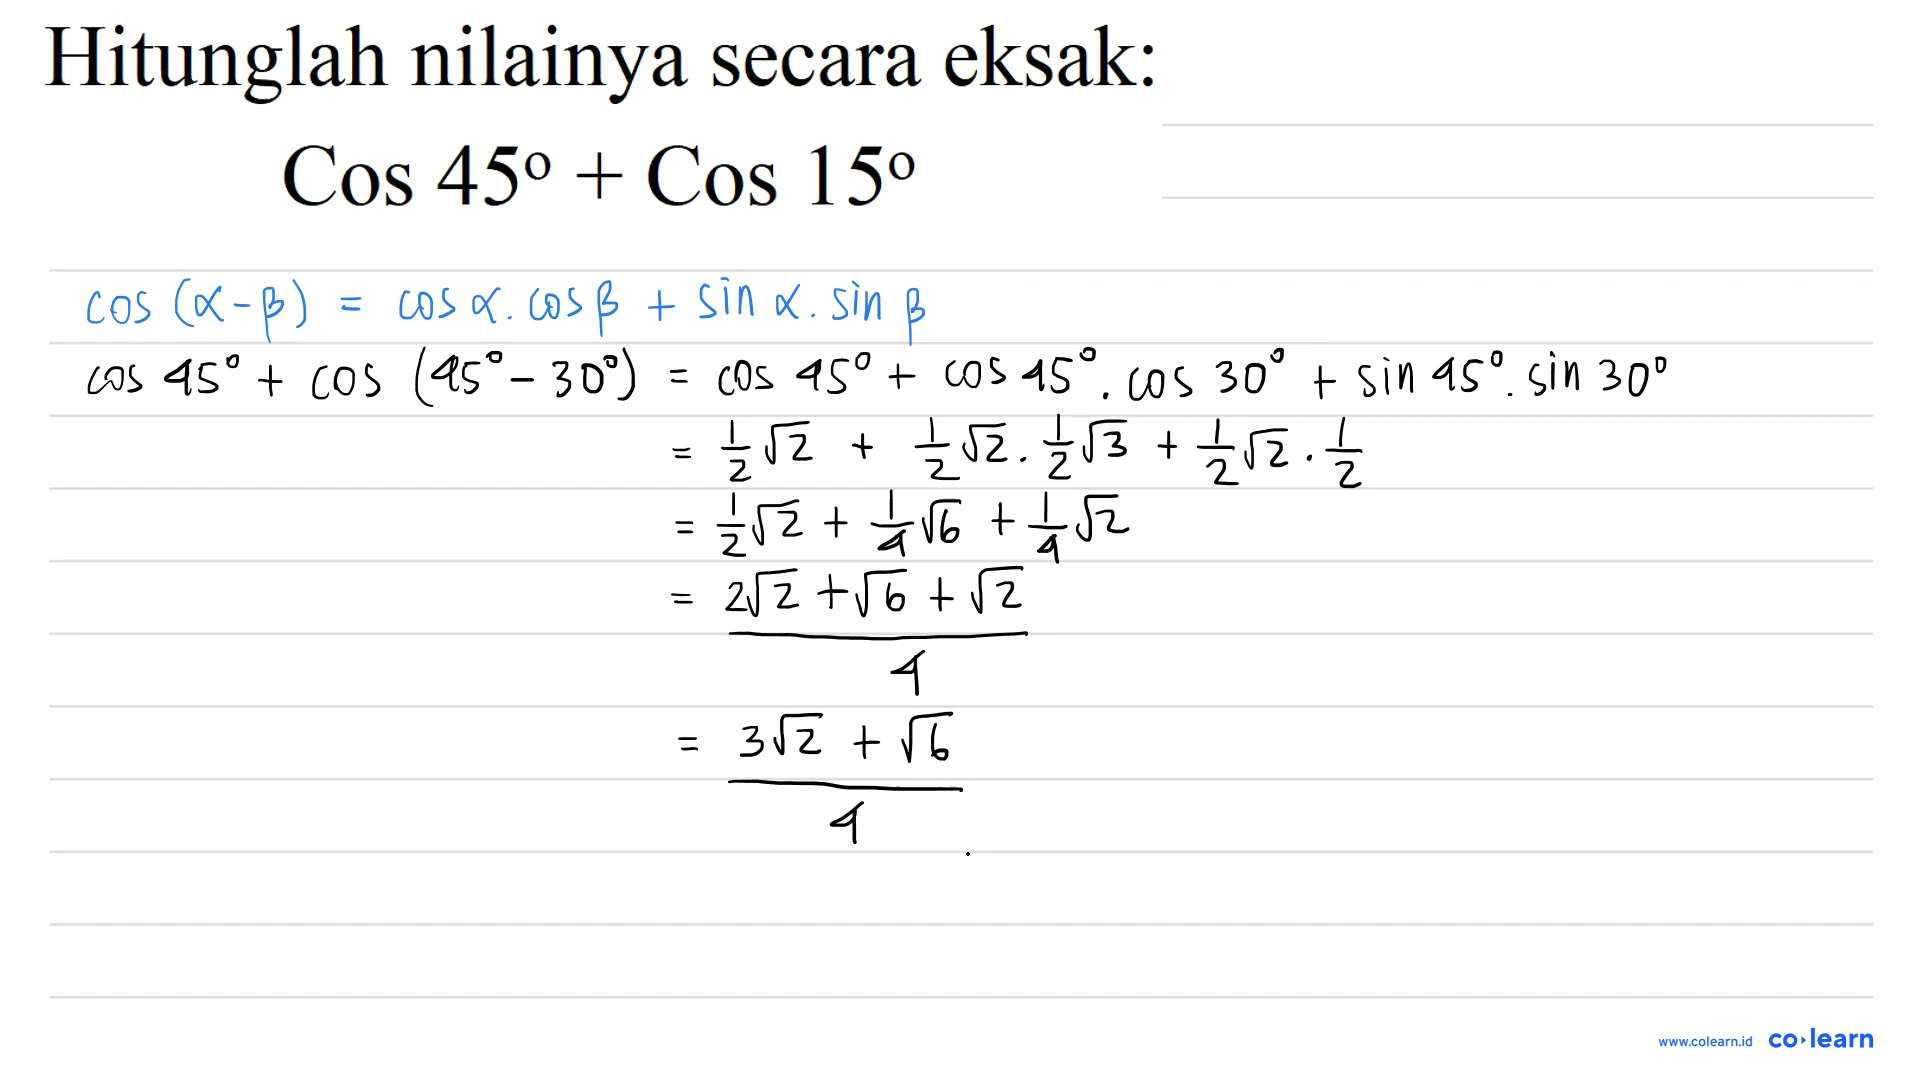 Hitunglah nilainya secara eksak:
Cos 45° + Cos 15°
cos (α - β) = cos α . cos β + sin α . sin β
cos 45° + cos (45° - 30°) = cos 45° + cos 45° . cos 30° + sin 45° . sin 30°
= 1/2 √2 + 1/2 √2 . 1/2 √3 + 1/2 √2 . 1/2
= 1/2 √2 + 1/4 √6 + 1/4 √2
= (2√2 + √6 + √2)/4
= (3√2 + √6)/4
www.colearn.id co learn